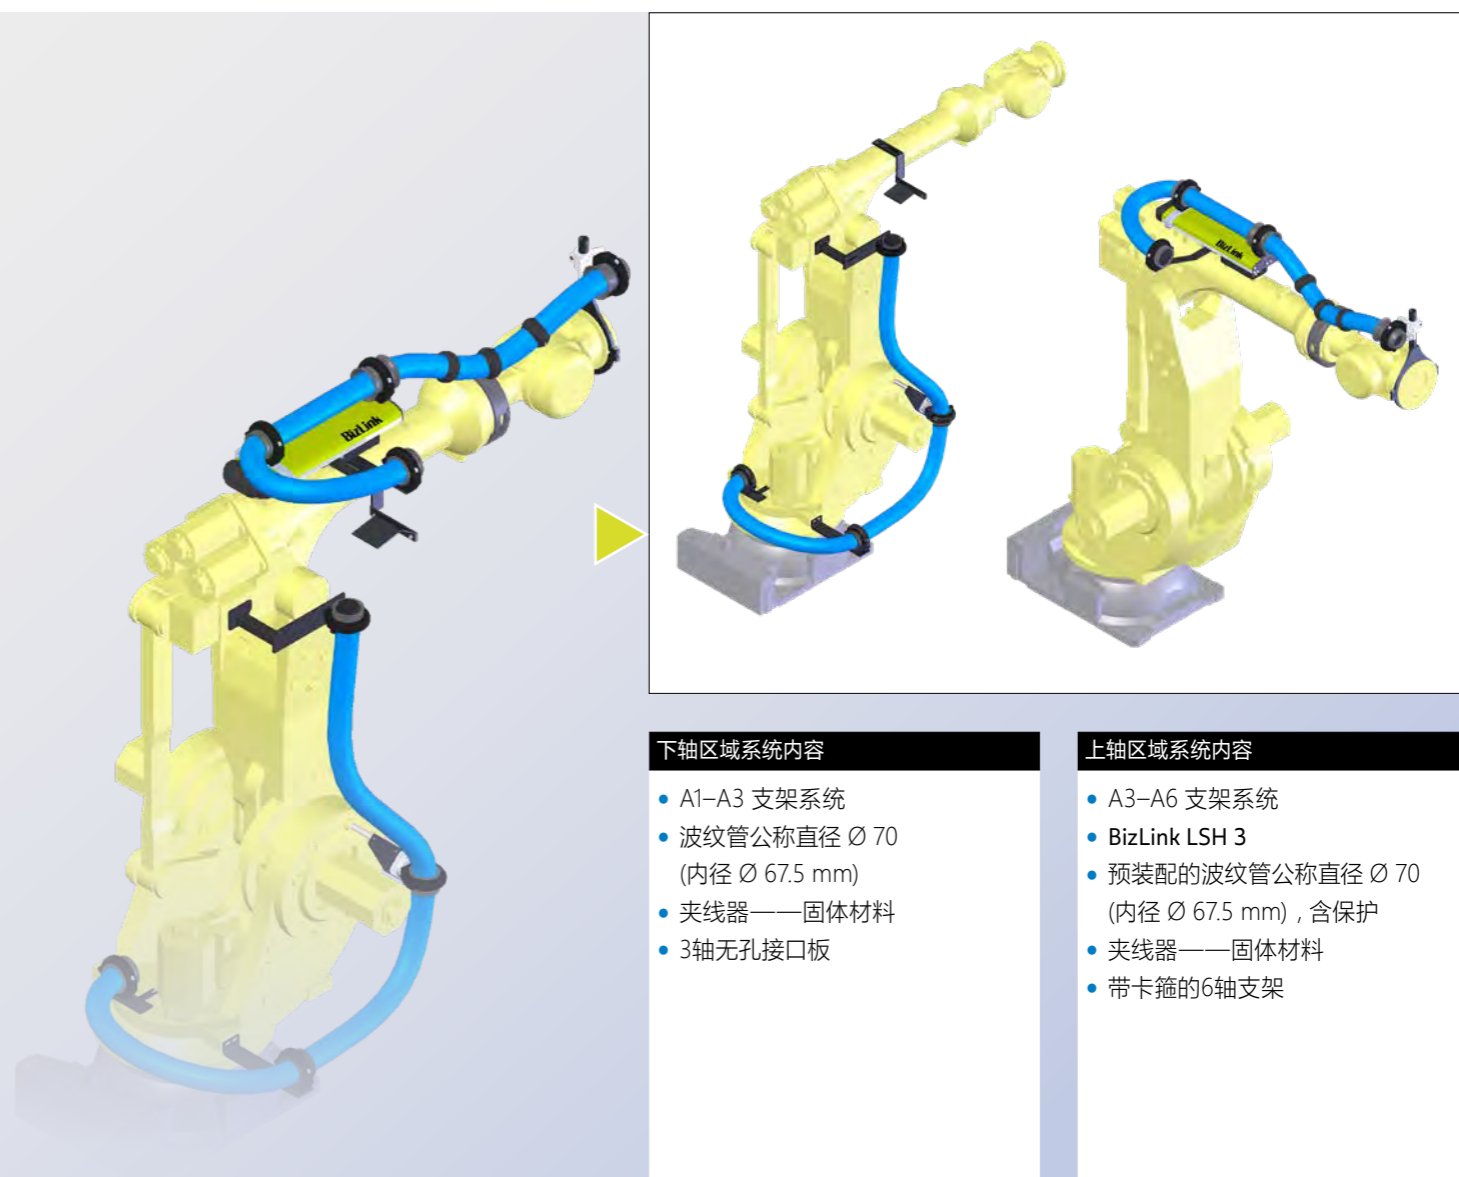 BizLink
BizLink
下轴区域系统内容
• A1–A3 支架系统
• 波纹管公称直径 Ø 70
(内径 Ø 67.5 mm)
• 夹线器——固体材料
• 3轴无孔接口板
上轴区域系统内容
• A3–A6 支架系统
• BizLink LSH 3
• 预装配的波纹管公称直径 Ø 70
(内径 Ø 67.5 mm)，含保护
• 夹线器——固体材料
• 带卡箍的6轴支架